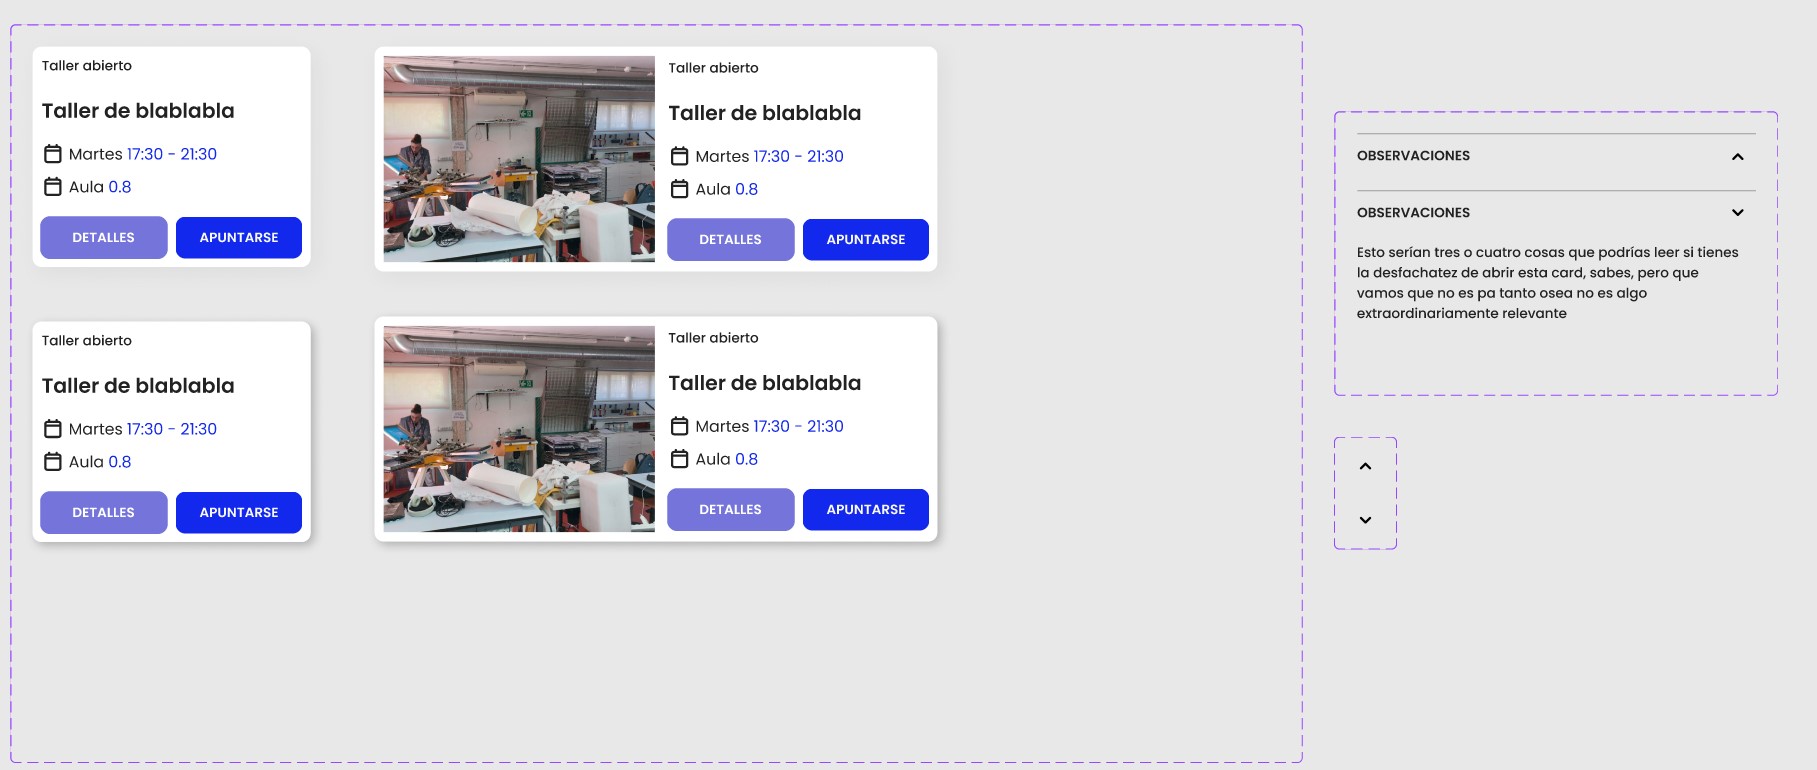 Taller abierto
Taller de blablabla
Martes 17:30 - 21:30
Aula 0.8
DETALLES
APUNTARSE
Taller abierto
Taller de blablabla
Martes 17:30 - 21:30
Aula 0.8
DETALLES
APUNTARSE
Taller abierto
Taller de blablabla
Martes 17:30 - 21:30
Aula 0.8
DETALLES
APUNTARSE
Taller abierto
Taller de blablabla
Martes 17:30 - 21:30
Aula 0.8
DETALLES
APUNTARSE
OBSERVACIONES
OBSERVACIONES
Esto serían tres o cuatro cosas que podrías leer si tienes
la desfachatez de abrir esta card, sabes, pero que
vamos que no es pa tanto osea no es algo
extraordinariamente relevante